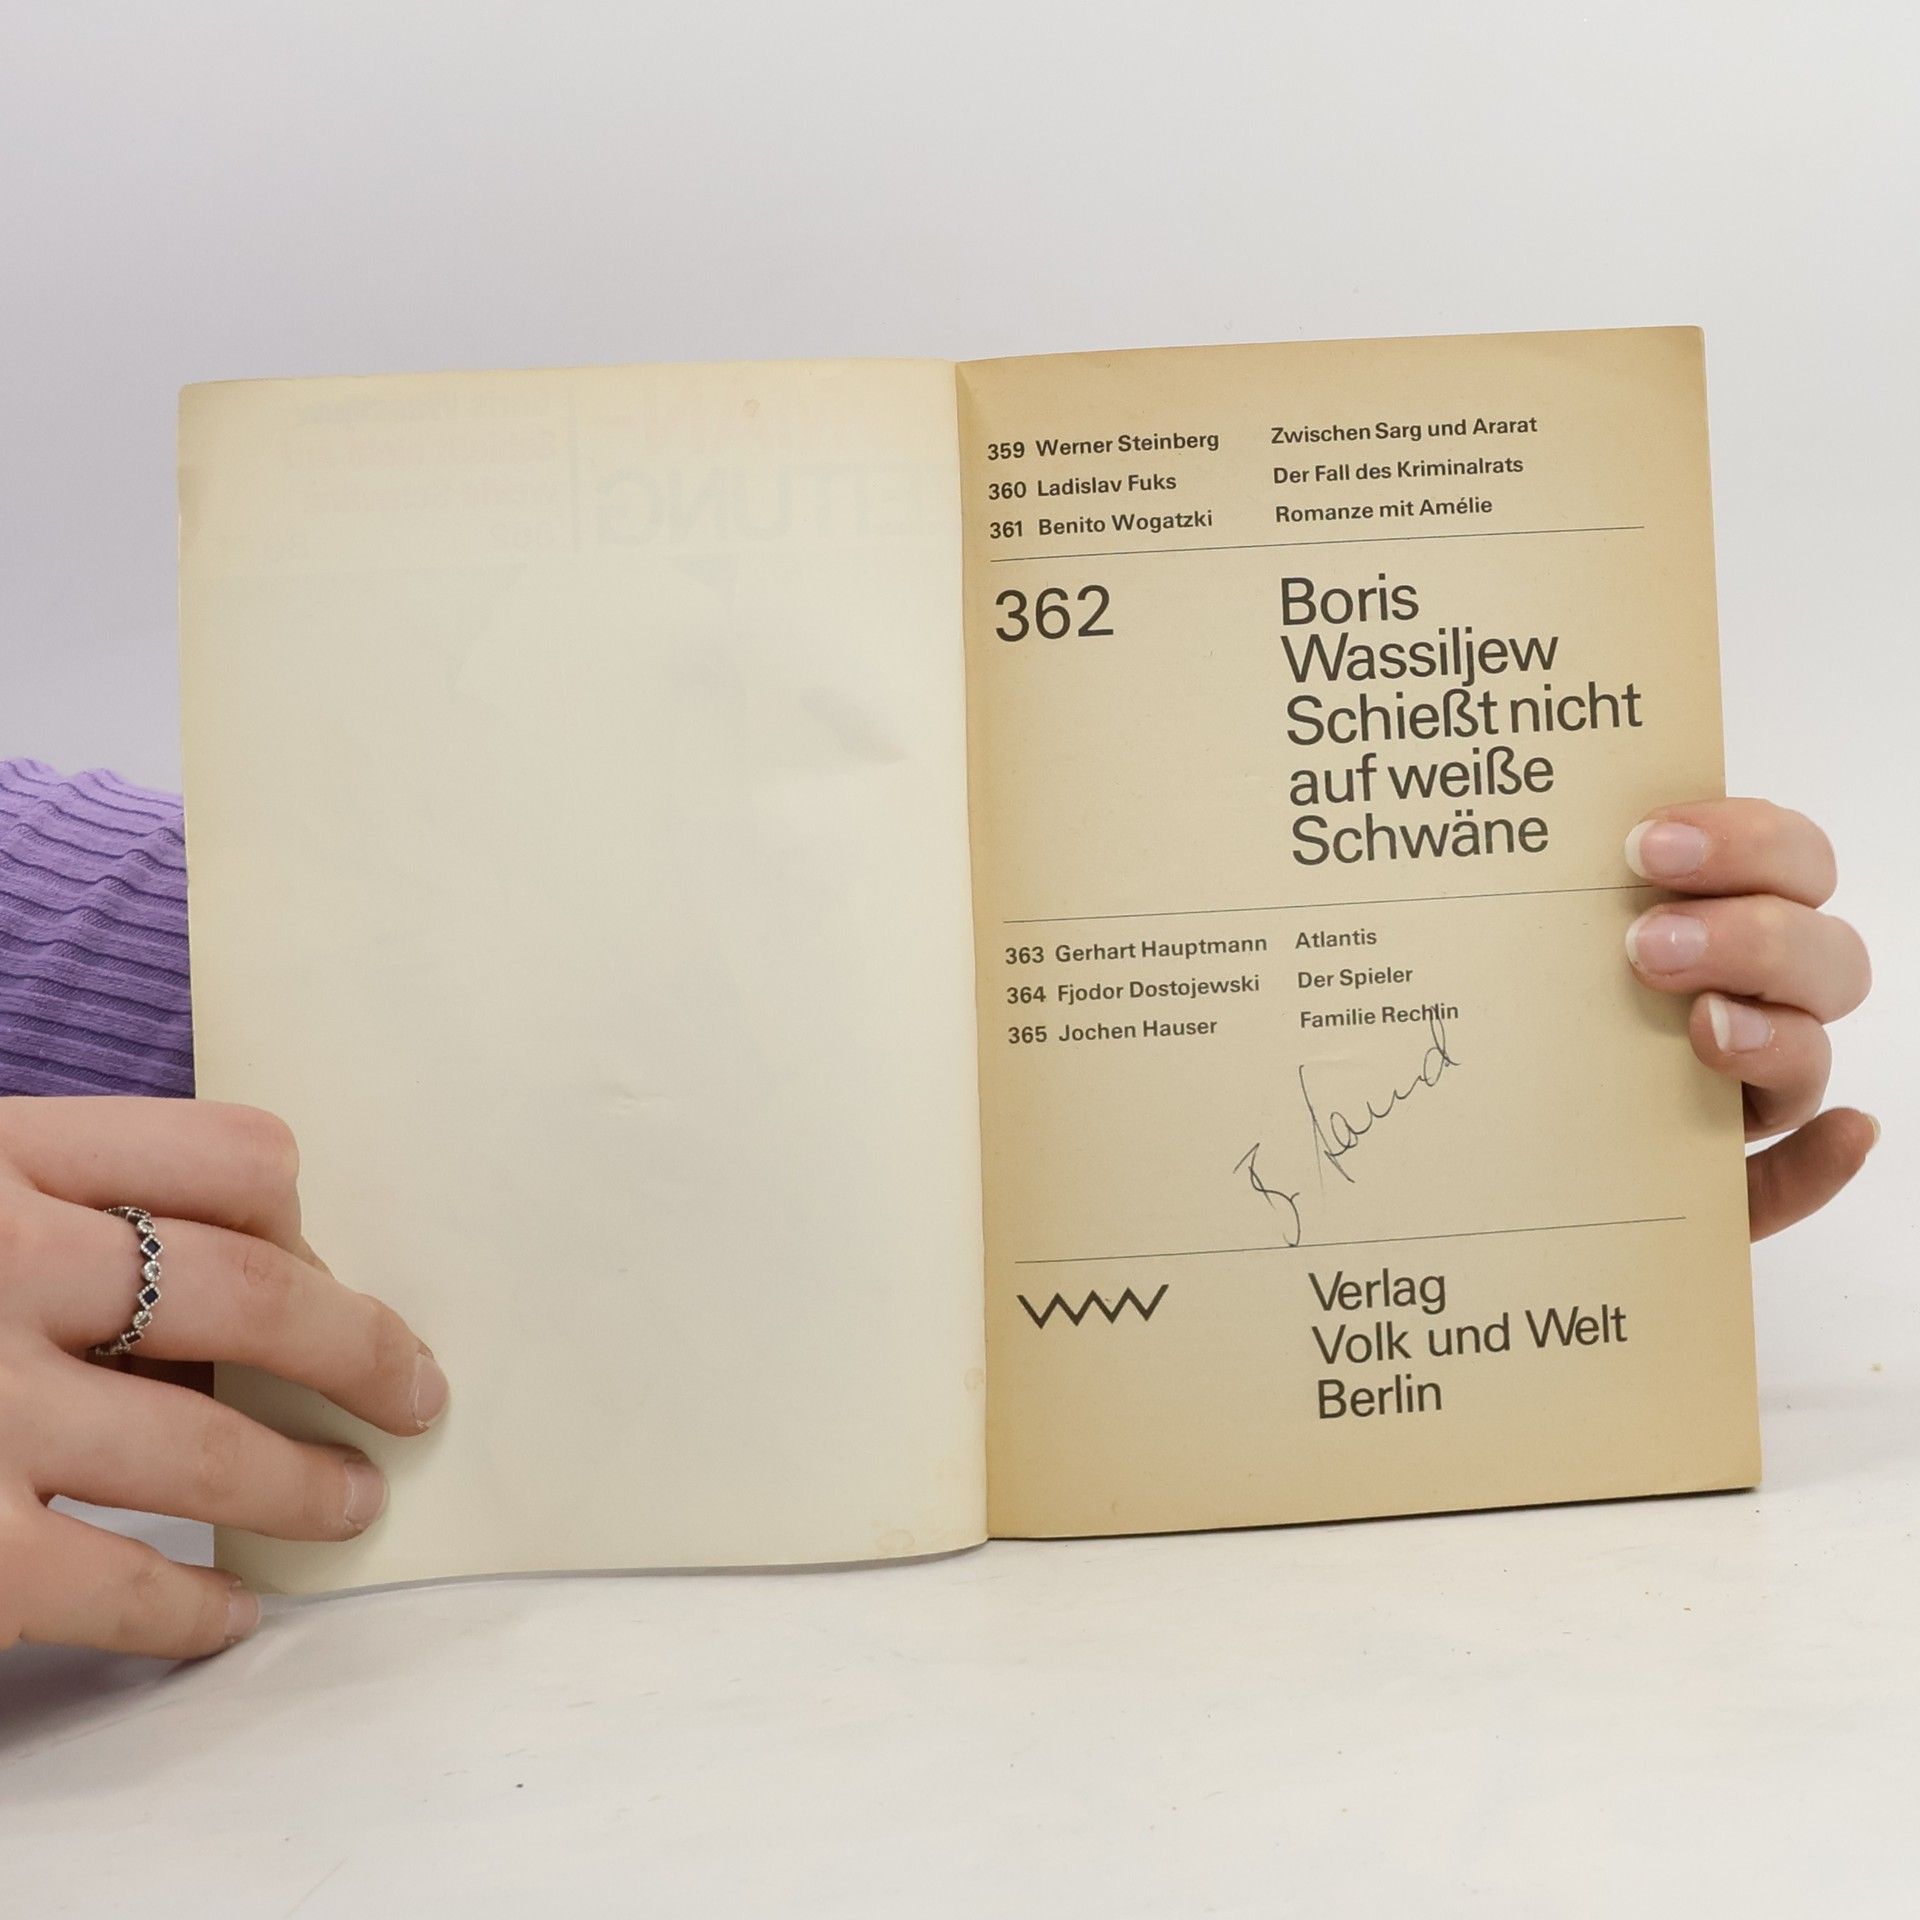 359 Werner Steinberg Zwischen Sarg und Ararat
360 Ladislav Fuks Der Fall des Kriminalrats
361 Benito Wogatzki Romanze mit Amélie
362
Boris
Wassiljew
Schießt nicht
auf weiße
Schwäne
363 Gerhart Hauptmann Atlantis
364 Fjodor Dostojewski Der Spieler
365 Jochen Hauser Familie Rechlin
Verlag
Volk und Welt
Berlin